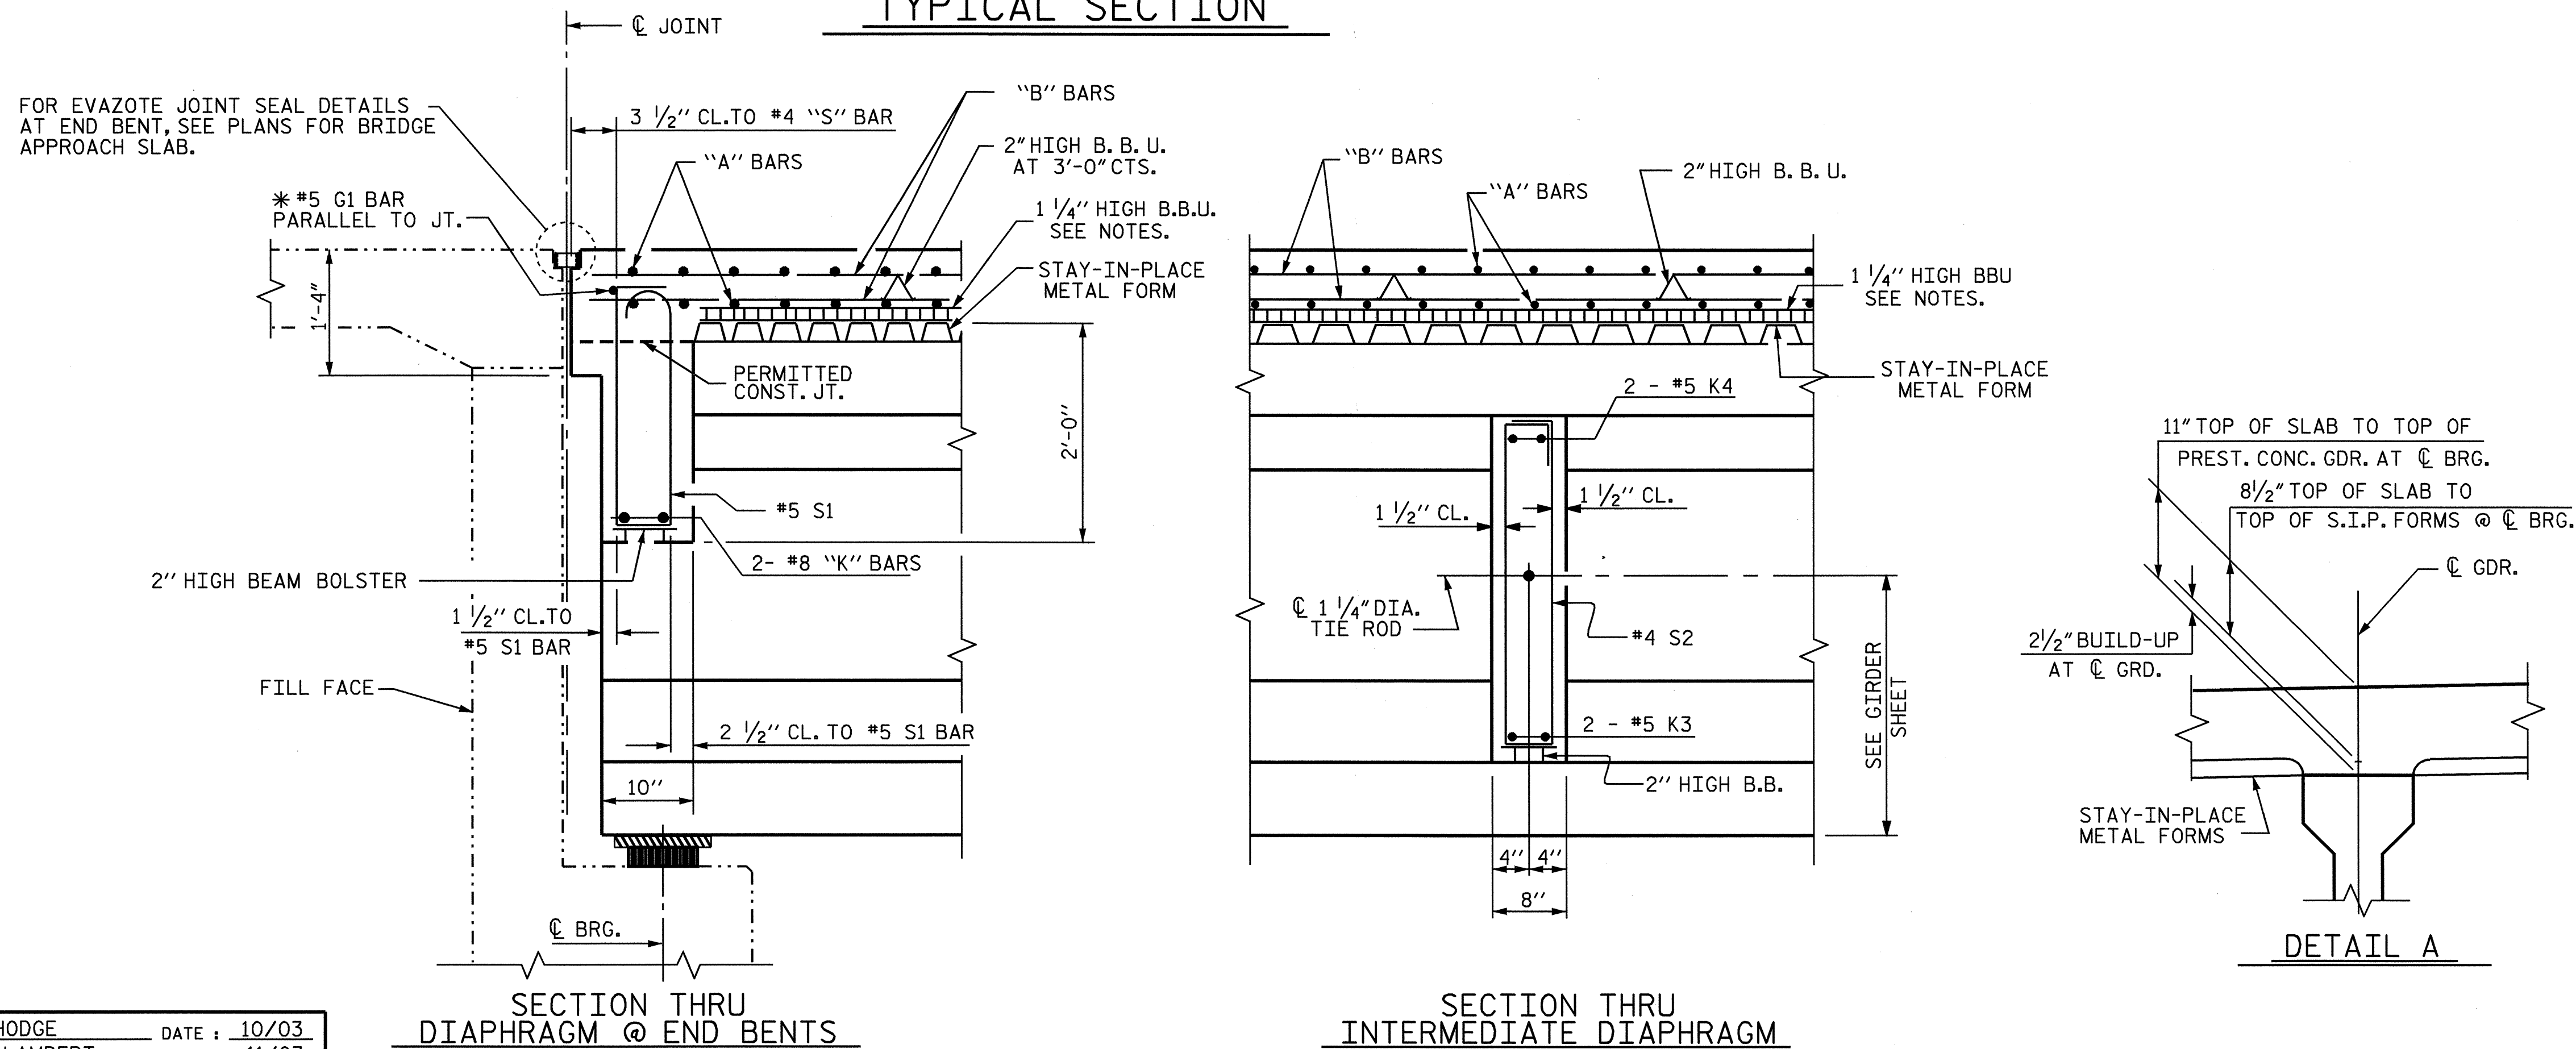 TYPICAL SECTION
℄ JOINT
FOR EVAZOTE JOINT SEAL DETAILS
AT END BENT, SEE PLANS FOR BRIDGE
APPROACH SLAB.
3 1/2" CL. TO #4 "S" BAR
"B" BARS
"A" BARS
2" HIGH B.B.U.
AT 3'-0" CTS.
* #5 G1 BAR
PARALLEL TO JT.
1 1/4" HIGH B.B.U.
SEE NOTES.
STAY-IN-PLACE
METAL FORM
1'-4"
PERMITTED
CONST. JT.
2'-0"
#5 S1
2- #8 "K" BARS
2" HIGH BEAM BOLSTER
1 1/2" CL. TO
#5 S1 BAR
FILL FACE
2 1/2" CL. TO #5 S1 BAR
10"
℄ BRG.
SECTION THRU
DIAPHRAGM @ END BENTS
"B" BARS
"A" BARS
2" HIGH B.B.U.
1 1/4" HIGH BBU
SEE NOTES.
STAY-IN-PLACE
METAL FORM
2 - #5 K4
1 1/2" CL.
1 1/2" CL.
℄ 1 1/4" DIA.
TIE ROD
#4 S2
2 - #5 K3
2" HIGH B.B.
SEE GIRDER
SHEET
4"
4"
8"
SECTION THRU
INTERMEDIATE DIAPHRAGM
11" TOP OF SLAB TO TOP OF
PREST. CONC. GDR. AT ℄ BRG.
8 1/2" TOP OF SLAB TO
TOP OF S.I.P. FORMS @ ℄ BRG.
℄ GDR.
2 1/2" BUILD-UP
AT ℄ GRD.
STAY-IN-PLACE
METAL FORMS
DETAIL A
HODGE DATE : 10/03